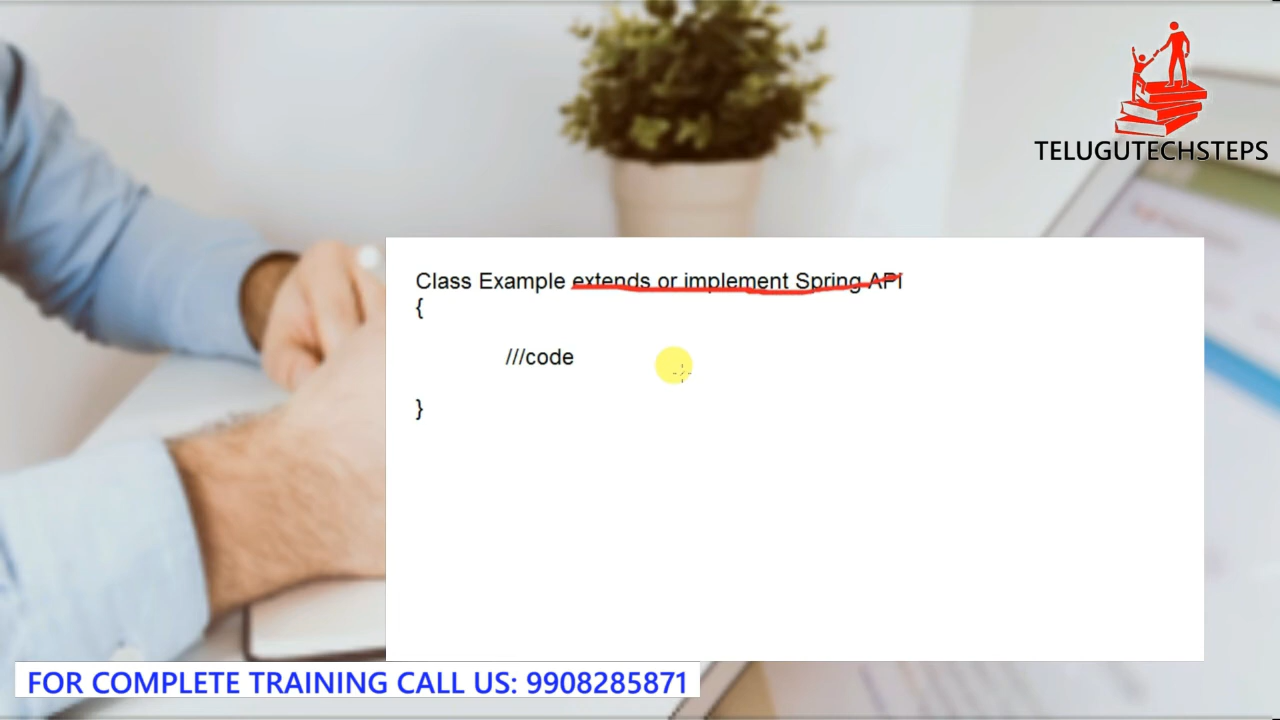 TELUGUTECHSTEPS
Class Example extends or implement Spring API
{
///code
}
FOR COMPLETE TRAINING CALL US: 9908285871